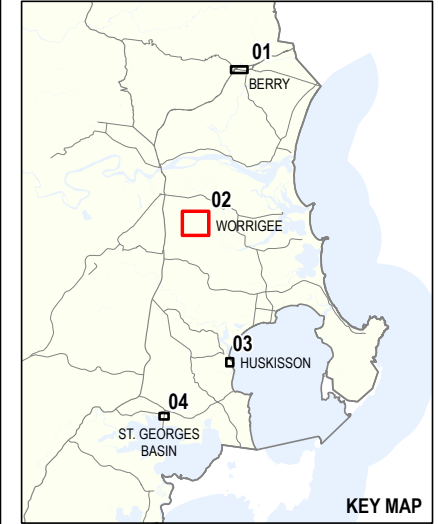 01
BERRY
02
WORRIGEE
03
HUSKISSON
04
ST. GEORGES
BASIN
KEY MAP